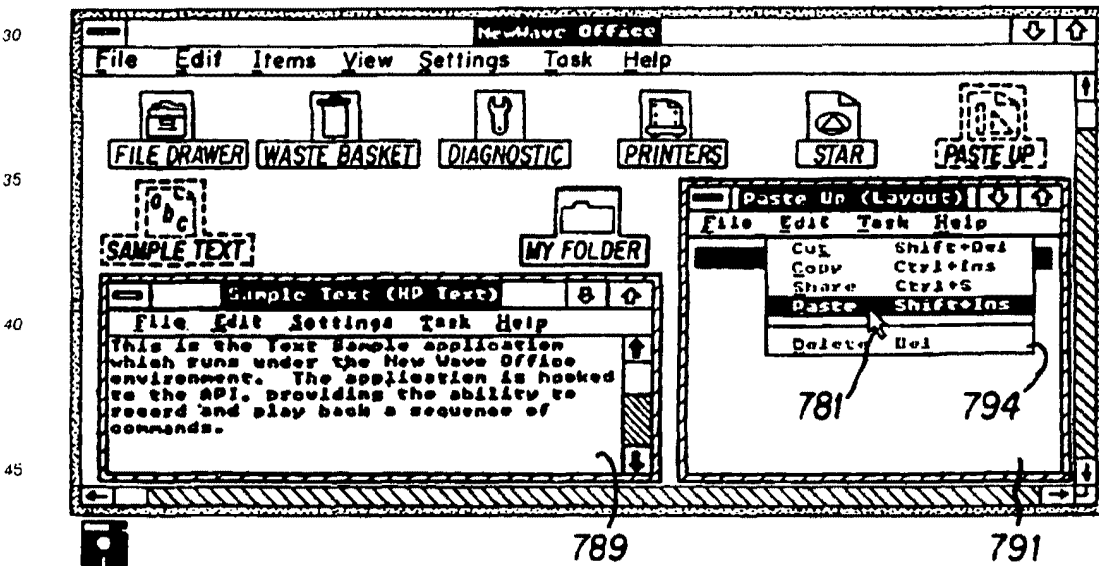 30
NewWave Office
File Edit Items View Settings Task Help
FILE DRAWER WASTE BASKET DIAGNOSTIC PRINTERS STAR PASTE UP
35
abc
SAMPLE TEXT MY FOLDER
Paste Up (Layout)
File Edit Task Help
Cut Shift+Del
Copy Ctrl+Ins
Share Ctrl+S
Paste Shift+Ins
Delete Del
Sample Text (HP Text)
File Edit Settings Task Help
40
This is the Text Sample application
which runs under the New Wave Office
environment. The application is hooked
to the API, providing the ability to
record and play back a sequence of
commands.
781 794
45
789 791